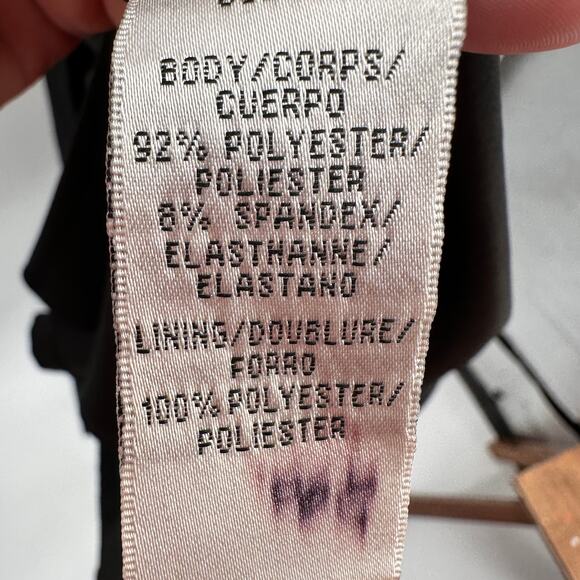 BODY/CORPS/
CUERPO
92% POLYESTER/
POLIESTER
8% SPANDEX/
ELASTHANNE/
ELASTANO
LINING/DOUBLURE/
FORRO
100% POLYESTER/
POLIESTER